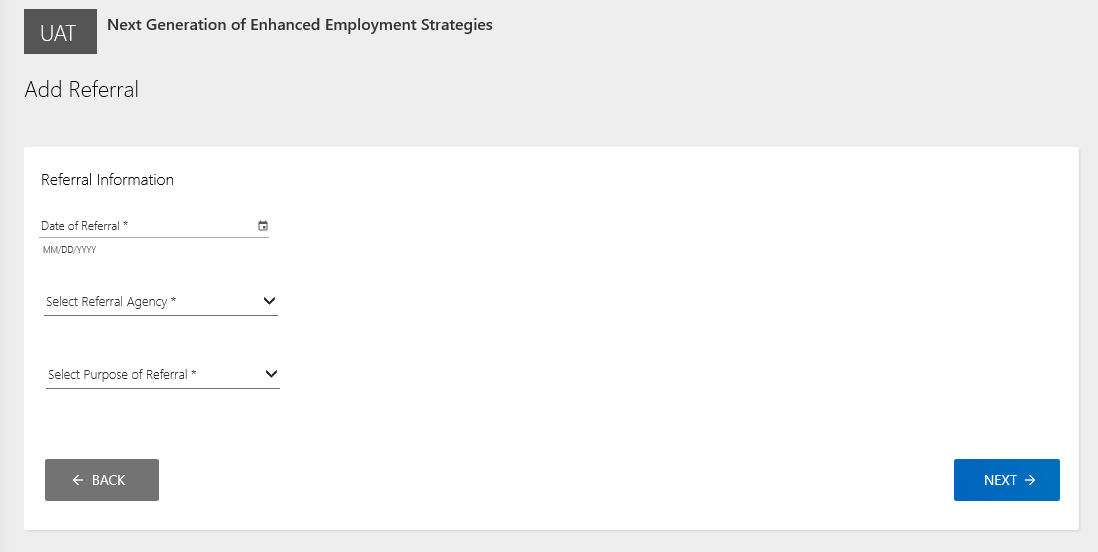 UAT
Next Generation of Enhanced Employment Strategies
Add Referral
Referral Information
Date of Referral *
MM/DD/YYYY
Select Referral Agency *
Select Purpose of Referral *
BACK
NEXT